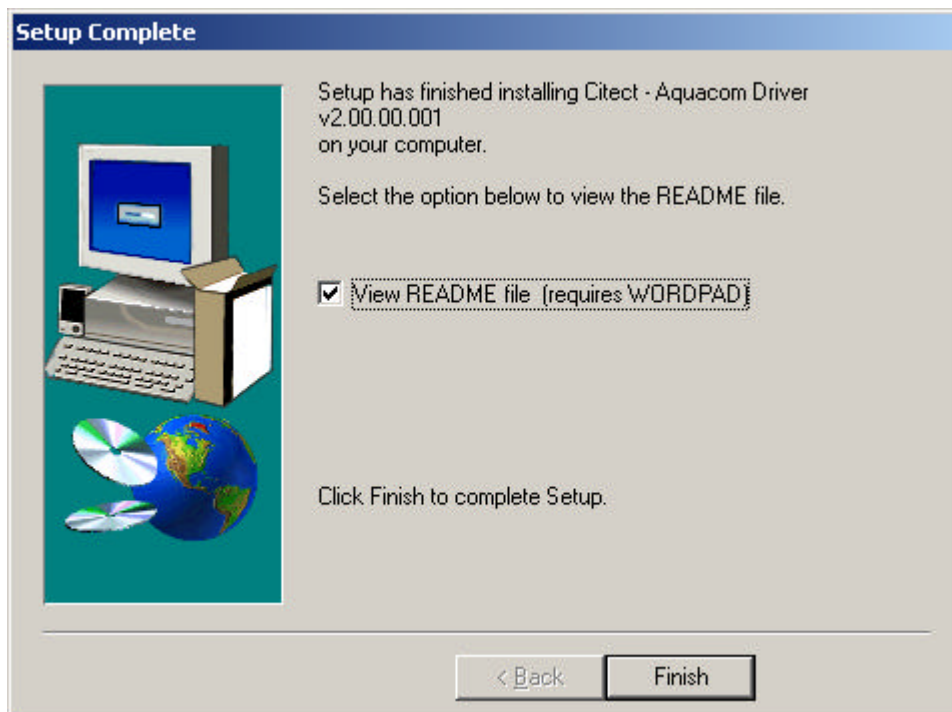 Setup Complete
Setup has finished installing Citect - Aquacom Driver
v2.00.00.001
on your computer.
Select the option below to view the README file.
View README file (requires WORDPAD)
Click Finish to complete Setup.
< Back
Finish